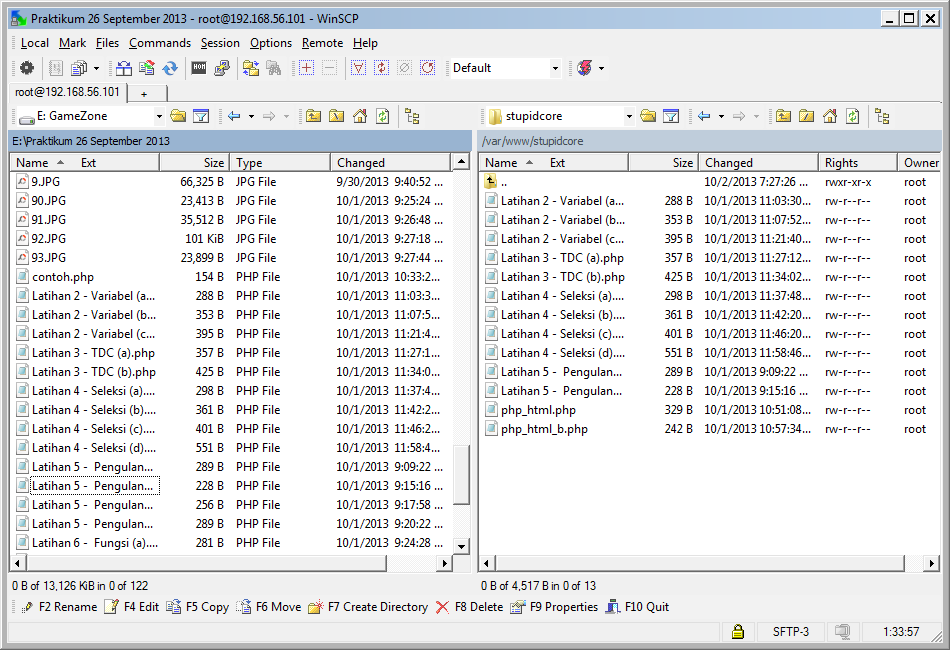 Praktikum 26 September 2013 - root@192.168.56.101 - WinSCP
Local Mark Files Commands Session Options Remote Help
Default
root@192.168.56.101 +
E: GameZone
stupidcore
E:\Praktikum 26 September 2013
/var/www/stupidcore
Name Ext Size Type Changed
9.JPG 66,325 B JPG File 9/30/2013 9:40:52 ...
90.JPG 23,413 B JPG File 10/1/2013 9:25:24 ...
91.JPG 35,512 B JPG File 10/1/2013 9:26:48 ...
92.JPG 101 KiB JPG File 10/1/2013 9:27:18 ...
93.JPG 23,899 B JPG File 10/1/2013 9:27:44 ...
contoh.php 154 B PHP File 10/1/2013 10:33:2...
Latihan 2 - Variabel (a... 288 B PHP File 10/1/2013 11:03:3...
Latihan 2 - Variabel (b... 353 B PHP File 10/1/2013 11:07:5...
Latihan 2 - Variabel (c... 395 B PHP File 10/1/2013 11:21:4...
Latihan 3 - TDC (a).php 357 B PHP File 10/1/2013 11:27:1...
Latihan 3 - TDC (b).php 425 B PHP File 10/1/2013 11:34:0...
Latihan 4 - Seleksi (a).... 298 B PHP File 10/1/2013 11:37:4...
Latihan 4 - Seleksi (b).... 361 B PHP File 10/1/2013 11:42:2...
Latihan 4 - Seleksi (c).... 401 B PHP File 10/1/2013 11:46:2...
Latihan 4 - Seleksi (d).... 551 B PHP File 10/1/2013 11:58:4...
Latihan 5 - Pengulan... 289 B PHP File 10/1/2013 9:09:22 ...
Latihan 5 - Pengulan... 228 B PHP File 10/1/2013 9:15:16 ...
Latihan 5 - Pengulan... 256 B PHP File 10/1/2013 9:17:58 ...
Latihan 5 - Pengulan... 289 B PHP File 10/1/2013 9:20:22 ...
Latihan 6 - Fungsi (a).... 281 B PHP File 10/1/2013 9:24:28 ...
Name Ext Size Changed Rights Owner
.. 10/2/2013 7:27:26 ... rwxr-xr-x root
Latihan 2 - Variabel (a... 288 B 10/1/2013 11:03:30... rw-r--r-- root
Latihan 2 - Variabel (b... 353 B 10/1/2013 11:07:52... rw-r--r-- root
Latihan 2 - Variabel (c... 395 B 10/1/2013 11:21:40... rw-r--r-- root
Latihan 3 - TDC (a).php 357 B 10/1/2013 11:27:12... rw-r--r-- root
Latihan 3 - TDC (b).php 425 B 10/1/2013 11:34:02... rw-r--r-- root
Latihan 4 - Seleksi (a).... 298 B 10/1/2013 11:37:48... rw-r--r-- root
Latihan 4 - Seleksi (b).... 361 B 10/1/2013 11:42:20... rw-r--r-- root
Latihan 4 - Seleksi (c).... 401 B 10/1/2013 11:46:20... rw-r--r-- root
Latihan 4 - Seleksi (d).... 551 B 10/1/2013 11:58:46... rw-r--r-- root
Latihan 5 - Pengulan... 289 B 10/1/2013 9:09:22 ... rw-r--r-- root
Latihan 5 - Pengulan... 228 B 10/1/2013 9:15:16 ... rw-r--r-- root
php_html.php 329 B 10/1/2013 10:51:08... rw-r--r-- root
php_html_b.php 242 B 10/1/2013 10:57:34... rw-r--r-- root
0 B of 13,126 KiB in 0 of 122
0 B of 4,517 B in 0 of 13
F2 Rename F4 Edit F5 Copy F6 Move F7 Create Directory F8 Delete F9 Properties F10 Quit
SFTP-3 1:33:57